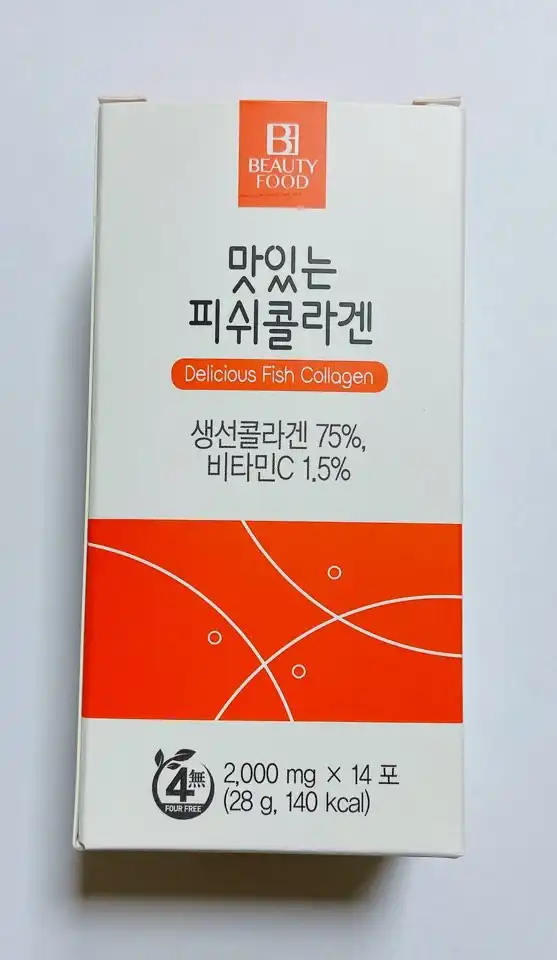 BH
BEAUTY
FOOD
맛있는
피쉬콜라겐
Delicious Fish Collagen
생선콜라겐 75%,
비타민C 1.5%
4無
FOUR FREE
2,000 mg × 14 포
(28 g, 140 kcal)